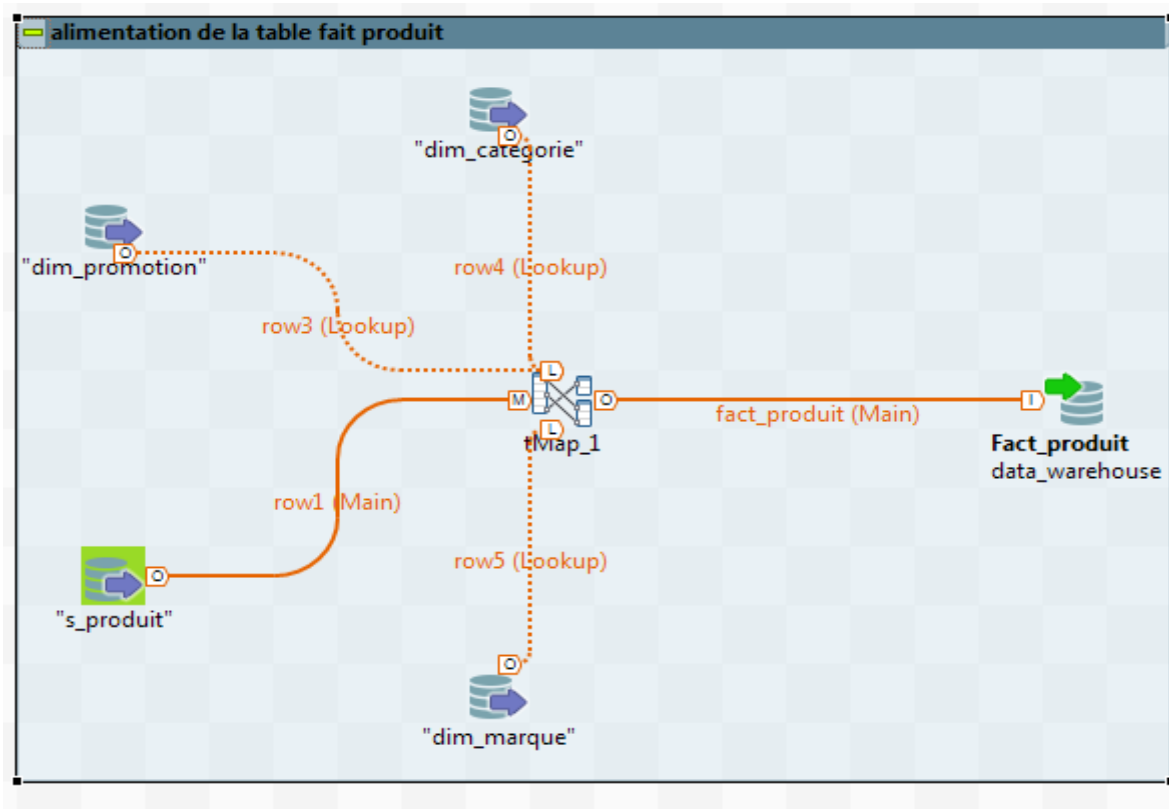 alimentation de la table fait produit
"dim_categorie"
O
"dim_promotion"
O
row4 (Lookup)
row3 (Lookup)
L
M
O
I
fact_produit (Main)
L
tMap_1
Fact_produit
data_warehouse
row1 (Main)
row5 (Lookup)
O
"s_produit"
O
"dim_marque"